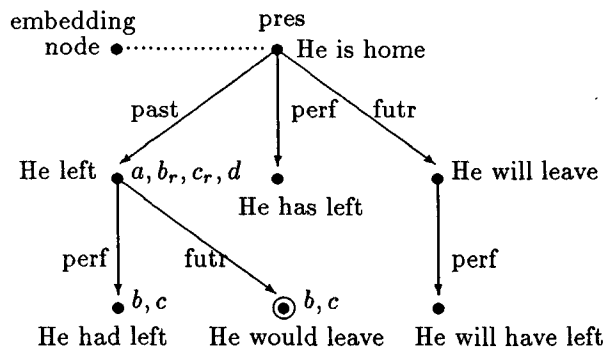 embedding
node
pres
He is home
past
perf
futr
He left
a, b_r, c_r, d
He has left
He will leave
perf
futr
perf
b, c
b, c
He had left
He would leave
He will have left